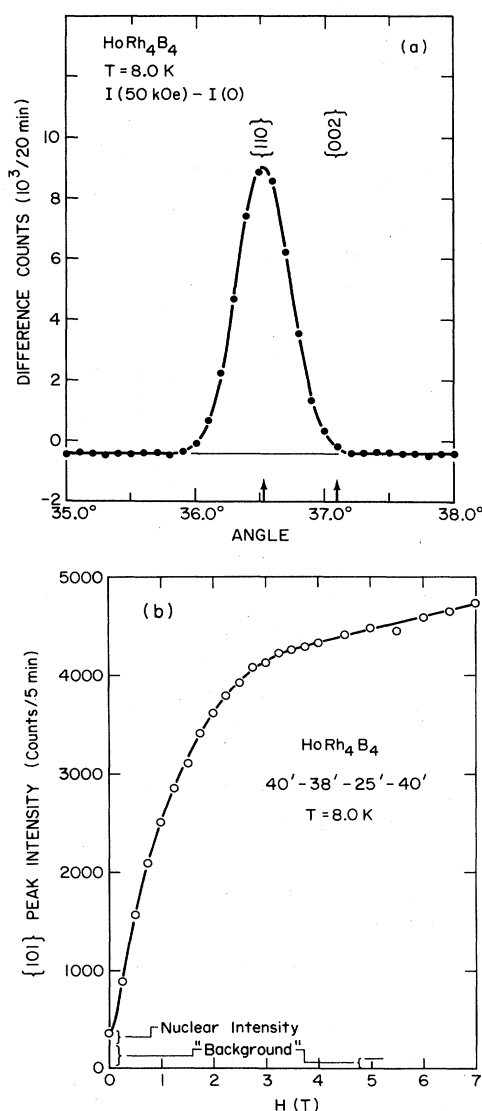 HoRh₄B₄
(a)
T = 8.0 K
I (50 kOe) – I (0)
{110}
{002}
DIFFERENCE COUNTS (10³/20 min)
10
8
6
4
2
0
-2
35.0° 36.0° 37.0° 38.0°
ANGLE
(b)
{101} PEAK INTENSITY (Counts/5 min)
5000
4000
3000
2000
1000
0
HoRh₄B₄
40′-38′-25′-40′
T = 8.0 K
Nuclear Intensity
"Background"
0 1 2 3 4 5 6 7
H (T)